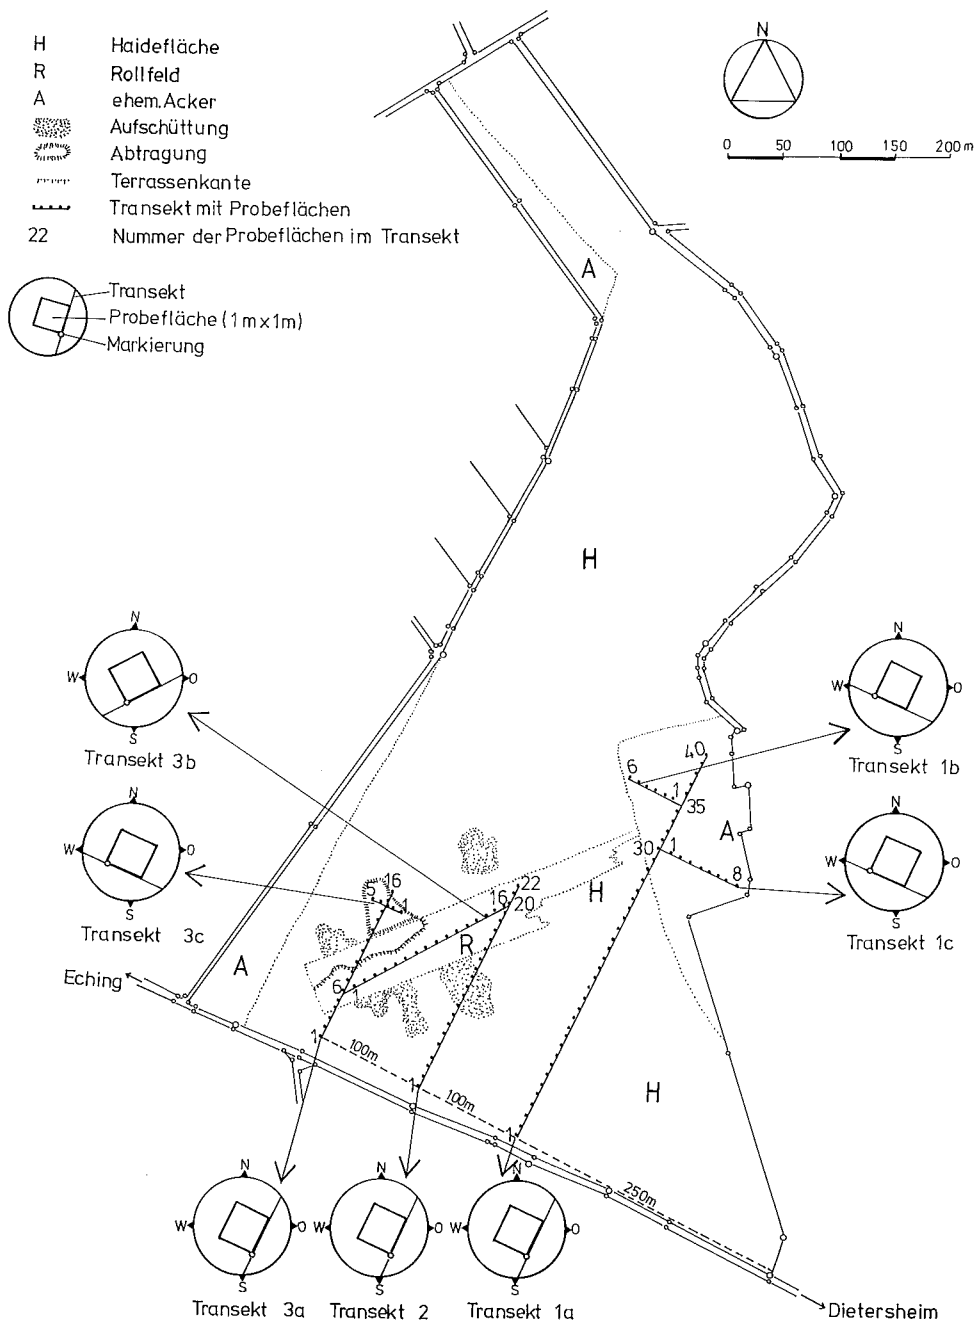 H Haidefläche
R Rollfeld
A ehem. Acker
Aufschüttung
Abtragung
Terrassenkante
Transekt mit Probeflächen
22 Nummer der Probeflächen im Transekt
Transekt
Probefläche (1m x 1m)
Markierung
N
0 50 100 150 200 m
A
H
N
W O
S
Transekt 3b
N
W O
S
Transekt 1b
40
6
1
35
N
W O
S
Transekt 3c
A
30 1
8
N
W O
S
Transekt 1c
16
5
1
22
16 20
H
R
A
6 1
Eching
1
100m
1
100m
1
H
250m
N
W O
S
Transekt 3a
N
W O
S
Transekt 2
N
W O
S
Transekt 1a
Dietersheim